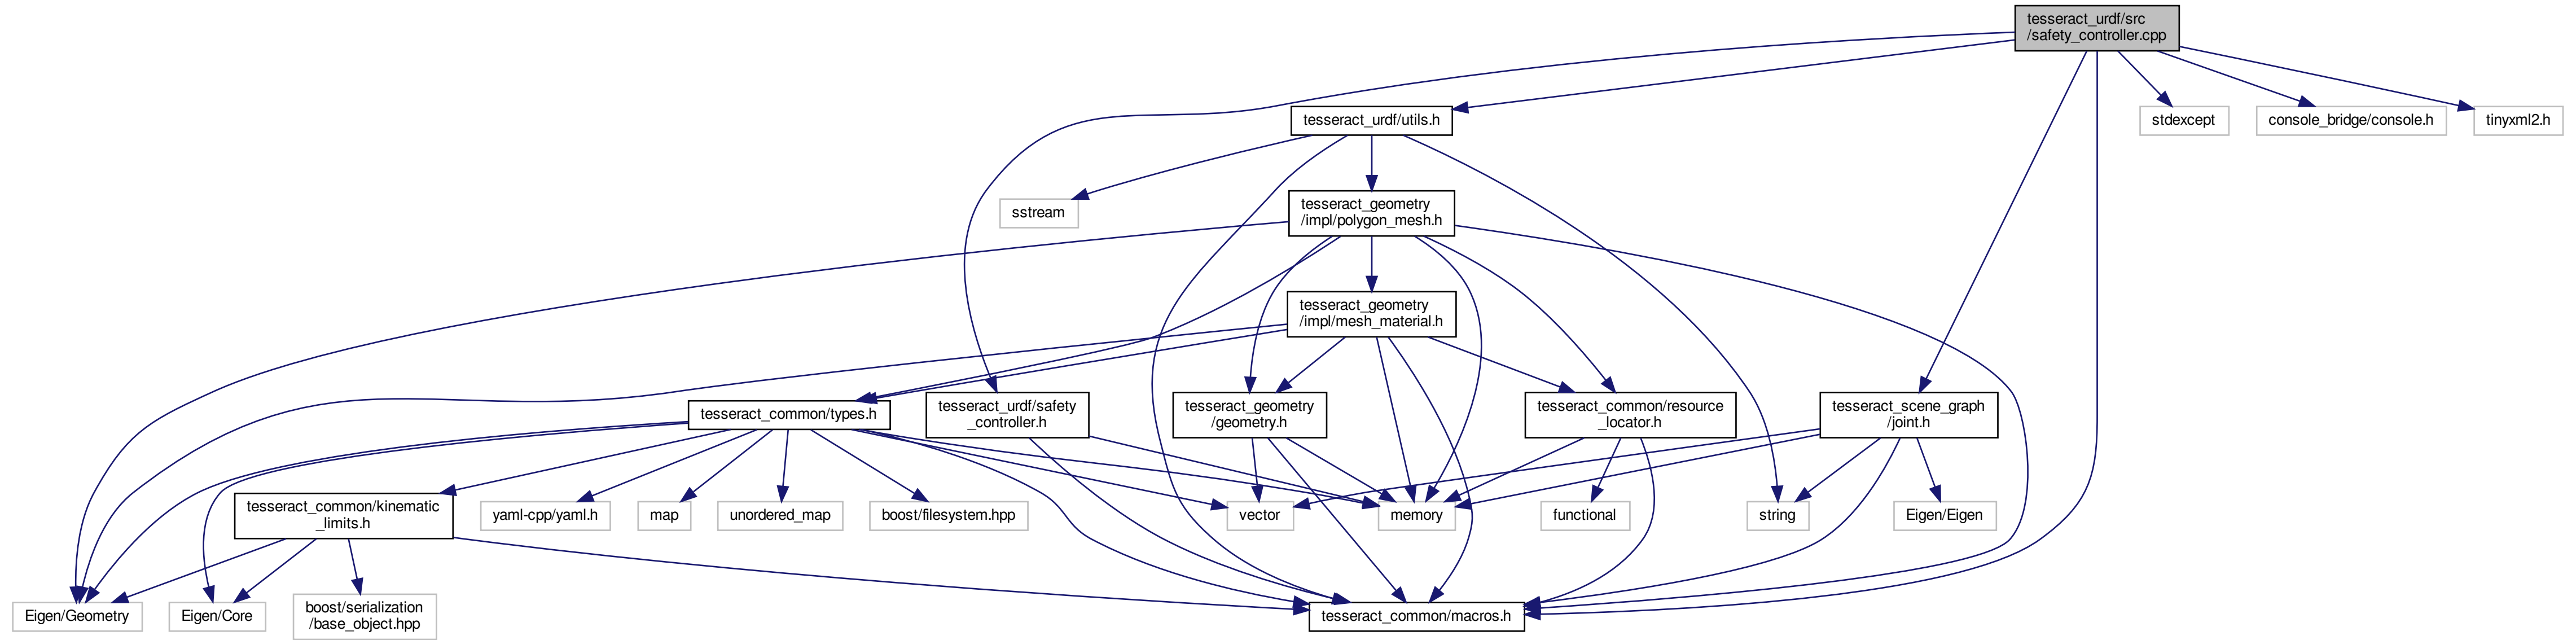 tesseract_urdf/src
/safety_controller.cpp
tesseract_urdf/utils.h
stdexcept
console_bridge/console.h
tinyxml2.h
sstream
tesseract_geometry
/impl/polygon_mesh.h
tesseract_geometry
/impl/mesh_material.h
tesseract_common/types.h
tesseract_urdf/safety
_controller.h
tesseract_geometry
/geometry.h
tesseract_common/resource
_locator.h
tesseract_scene_graph
/joint.h
tesseract_common/kinematic
_limits.h
yaml-cpp/yaml.h
map
unordered_map
boost/filesystem.hpp
vector
memory
functional
string
Eigen/Eigen
Eigen/Geometry
Eigen/Core
boost/serialization
/base_object.hpp
tesseract_common/macros.h